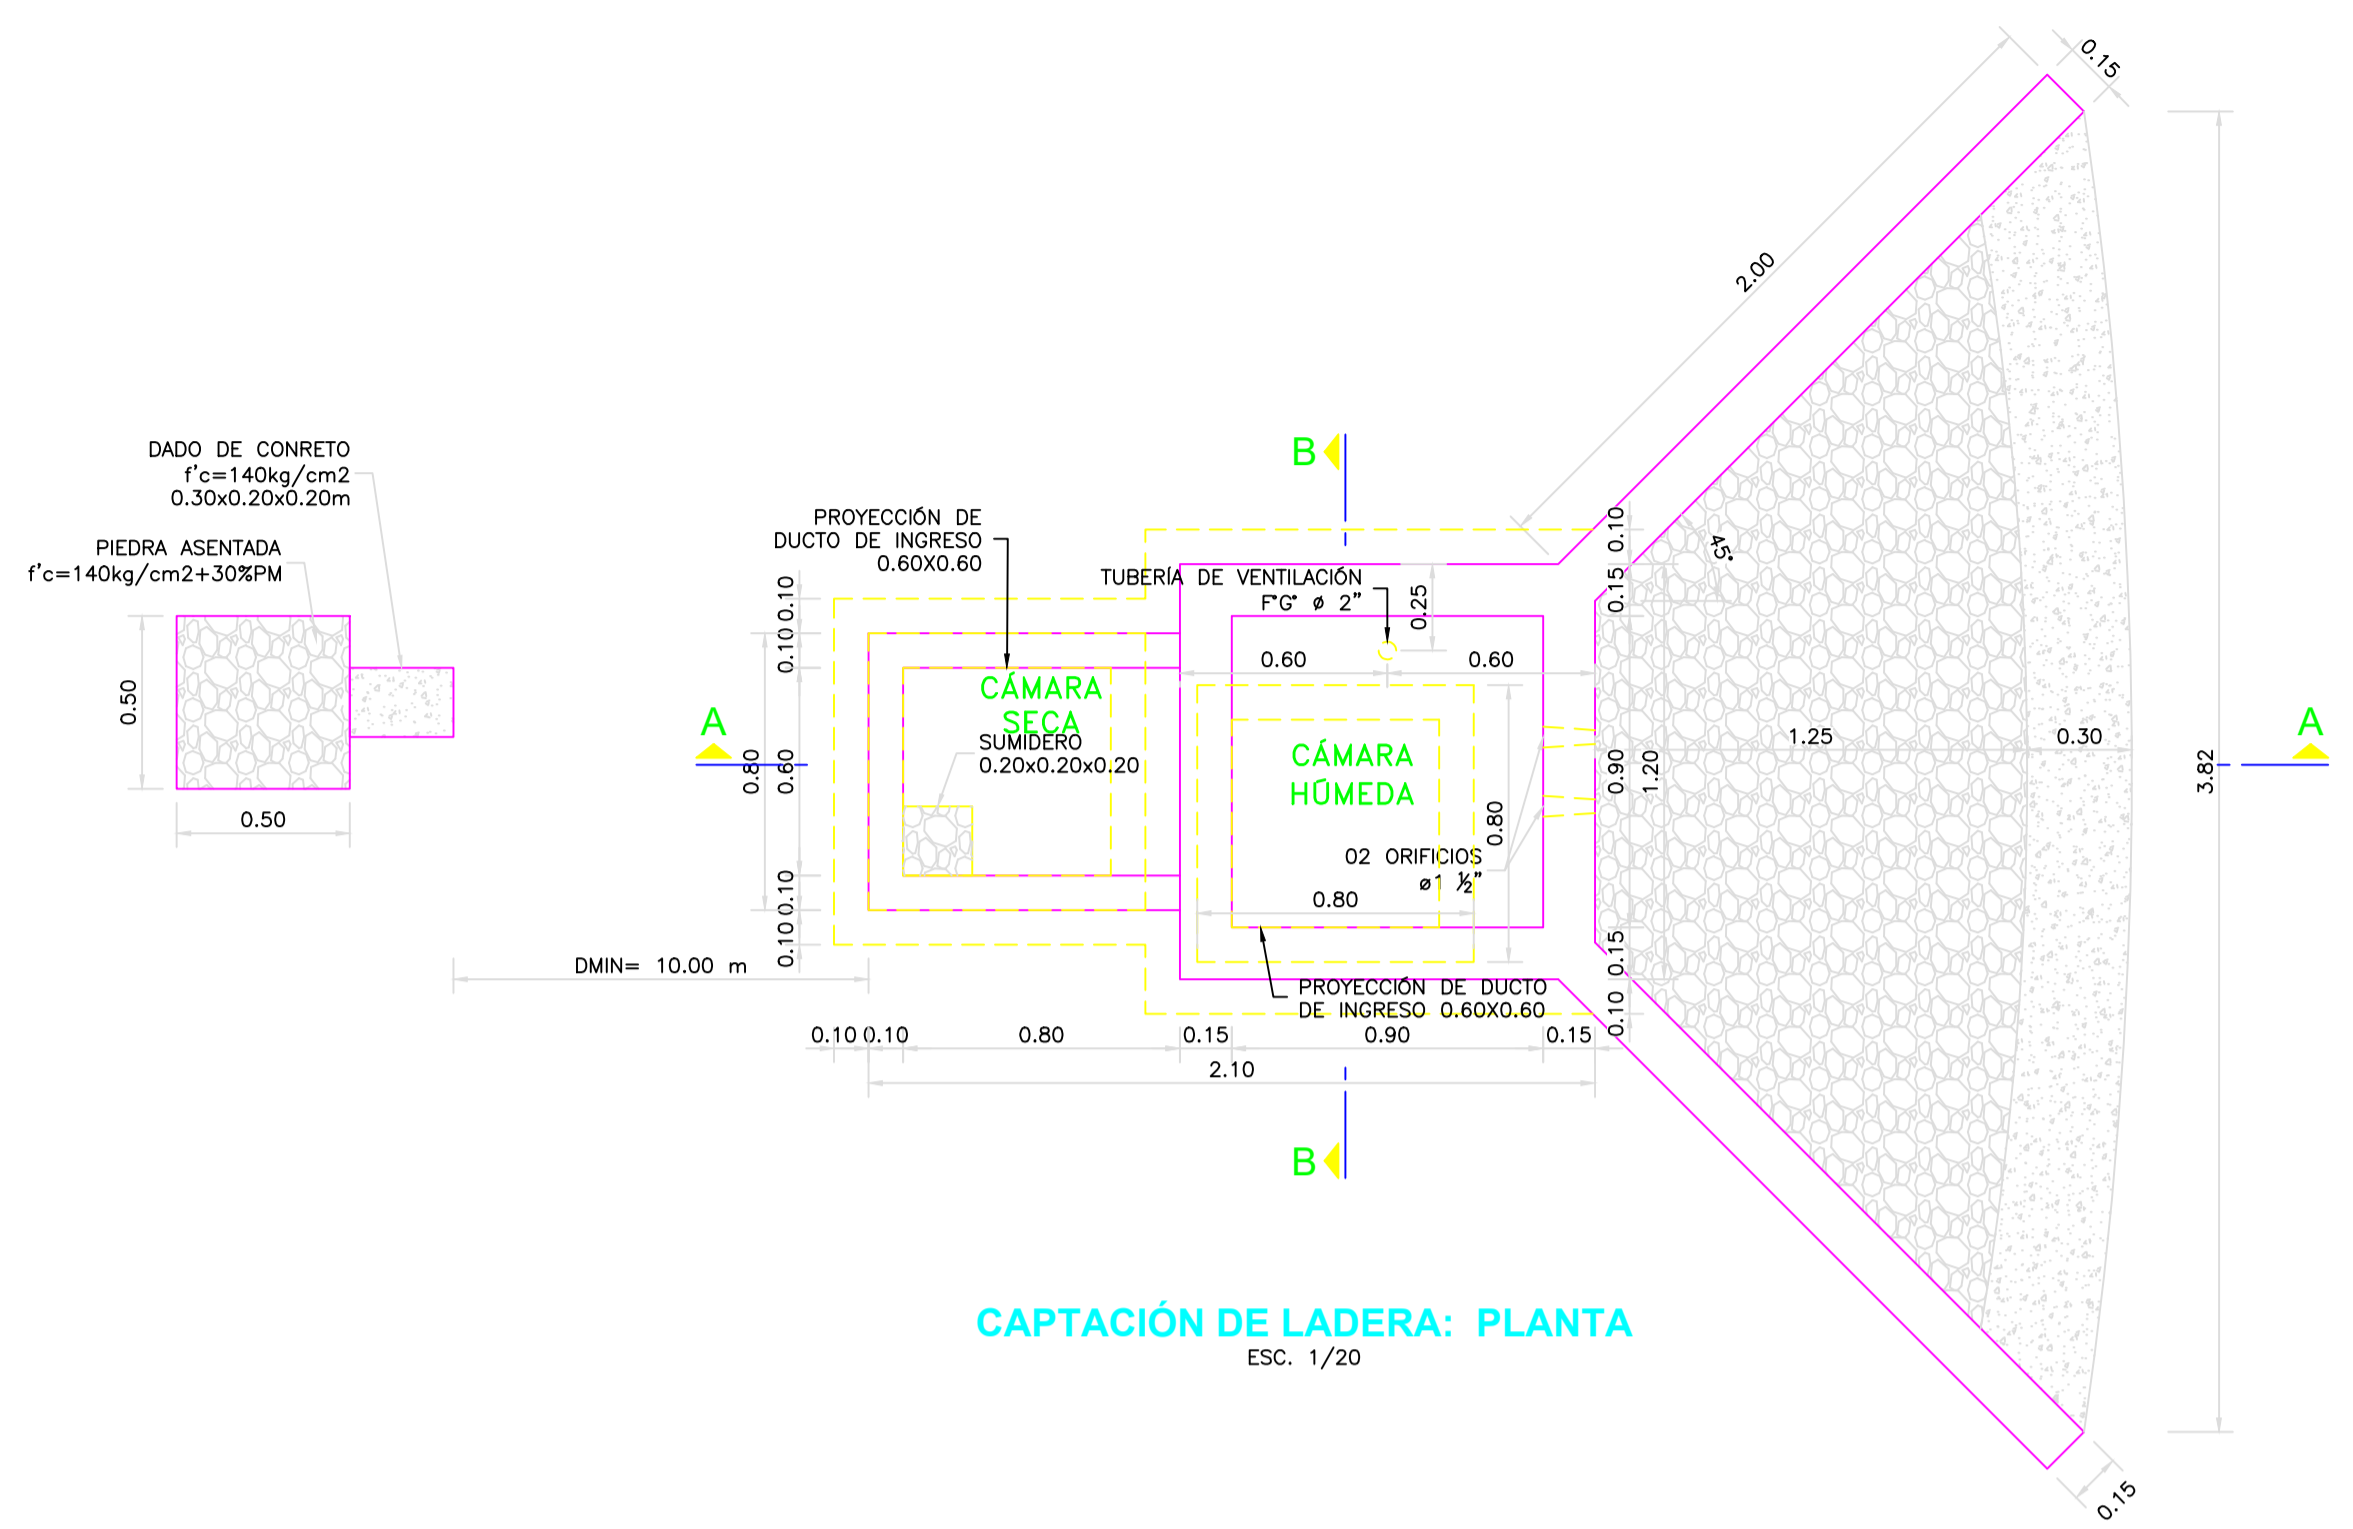 0.15
2.00
DADO DE CONRETO
f'c=140kg/cm2
0.30x0.20x0.20m
PIEDRA ASENTADA
f'c=140kg/cm2+30%PM
0.50
0.50
B
PROYECCIÓN DE
DUCTO DE INGRESO
0.60X0.60
TUBERÍA DE VENTILACIÓN
F°G° ø 2"
0.25
0.60
0.60
0.10
0.15
45°
0.10
0.10
0.80
0.60
0.10
0.10
A
CÁMARA
SECA
SUMIDERO
0.20x0.20x0.20
CÁMARA
HÚMEDA
0.80
0.80
02 ORIFICIOS
ø1 ½"
0.90
1.20
1.25
0.30
3.82
A
0.15
0.10
DMIN= 10.00 m
PROYECCIÓN DE DUCTO
DE INGRESO 0.60X0.60
0.10
0.10
0.80
0.15
0.90
0.15
2.10
B
CAPTACIÓN DE LADERA: PLANTA
ESC. 1/20
0.15